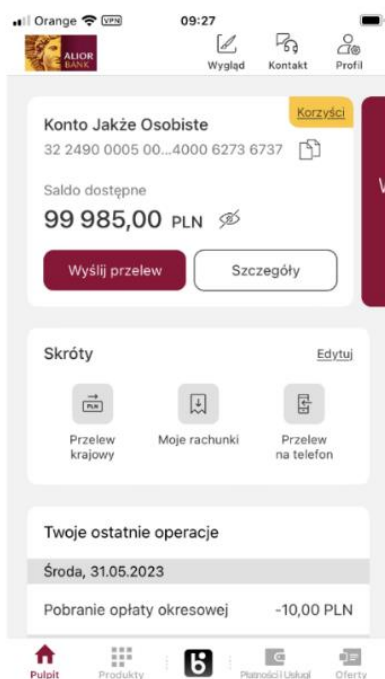 Orange VPN 09:27
ALIOR
BANK
Wygląd Kontakt Profil
Korzyści
Konto Jakże Osobiste
32 2490 0005 00...4000 6273 6737
Saldo dostępne
99 985,00 PLN
Wyślij przelew Szczegóły
Skróty Edytuj
PLN
Przelew Moje rachunki Przelew
krajowy na telefon
Twoje ostatnie operacje
Środa, 31.05.2023
Pobranie opłaty okresowej -10,00 PLN
Pulpit Produkty Płatności i Usługi Oferty